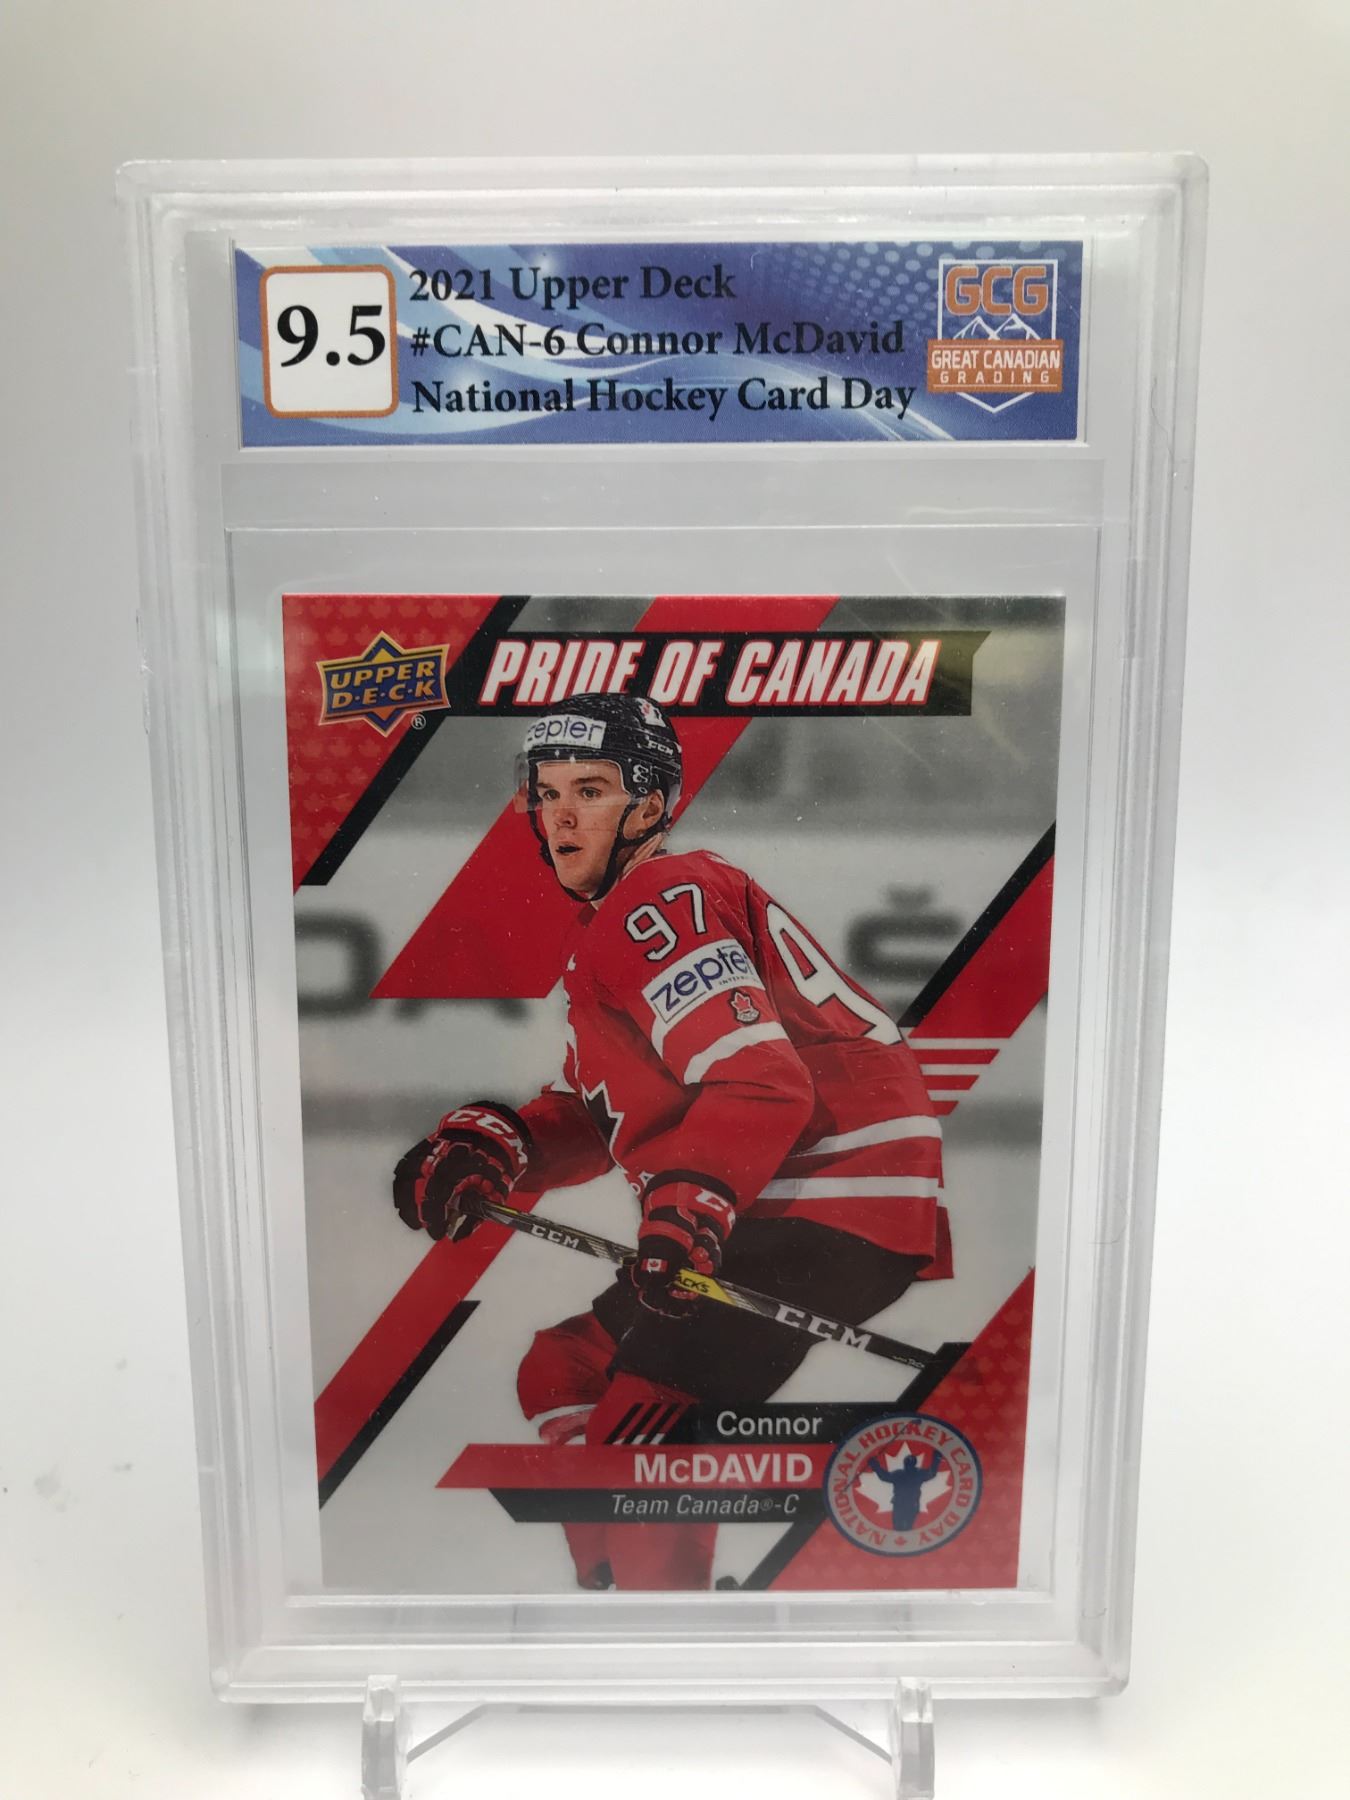 9.5
2021 Upper Deck
#CAN-6 Connor McDavid
National Hockey Card Day
GCG
GREAT CANADIAN
GRADING
UPPER
D·E·C·K
®
PRIDE OF CANADA
zepter
CCM
97
zepter
CCM
CCM
CCM
Connor
McDAVID
Team Canada®-C
NATIONAL HOCKEY CARD DAY